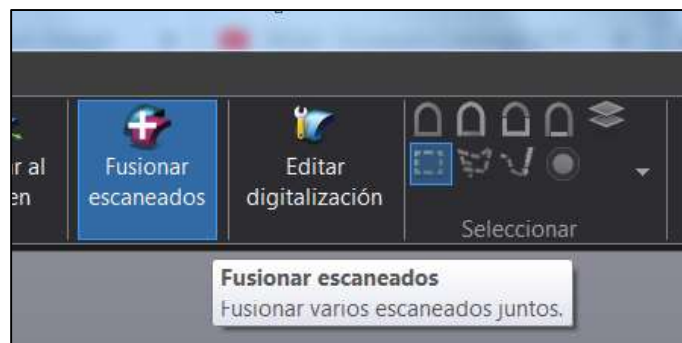 r al
en
Fusionar
escaneados
Editar
digitalización
Seleccionar
Fusionar escaneados
Fusionar varios escaneados juntos.